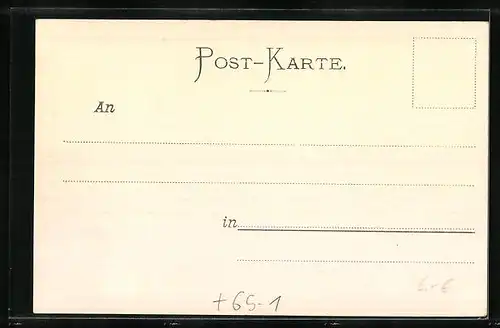 POST-KARTE.
An
in
+65-1